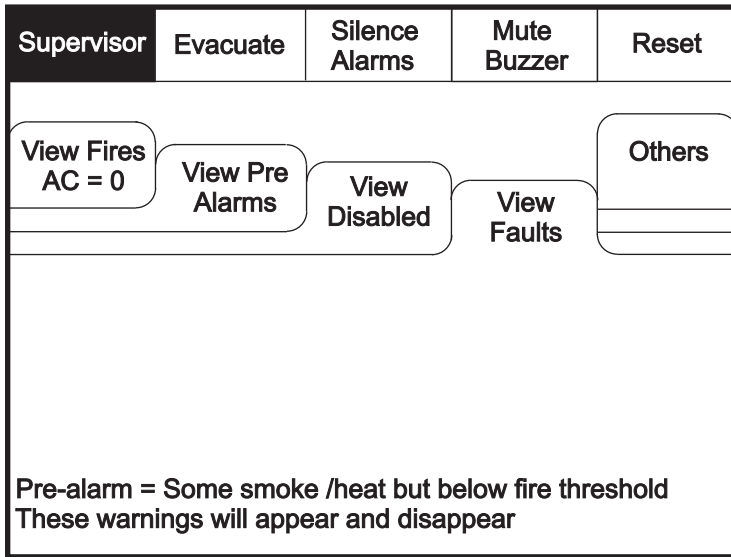 Supervisor
Evacuate
Silence
Alarms
Mute
Buzzer
Reset
View Fires
AC = 0
View Pre
Alarms
View
Disabled
View
Faults
Others
Pre-alarm = Some smoke /heat but below fire threshold
These warnings will appear and disappear